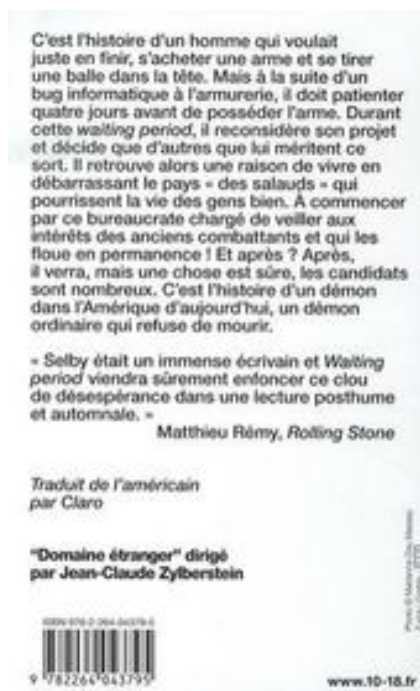 C'est l'histoire d'un homme qui voulait
juste en finir, s'acheter une arme et se tirer
une balle dans la tête. Mais à la suite d'un
bug informatique à l'armurerie, il doit patienter
quatre jours avant de posséder l'arme. Durant
cette waiting period, il reconsidère son projet
et décide que d'autres que lui méritent ce
sort. Il retrouve alors une raison de vivre en
débarrassant le pays « des salauds » qui
pourrissent la vie des gens bien. À commencer
par ce bureaucrate chargé de veiller aux
intérêts des anciens combattants et qui les
floue en permanence ! Et après ? Après,
il verra, mais une chose est sûre, les candidats
sont nombreux. C'est l'histoire d'un démon
dans l'Amérique d'aujourd'hui, un démon
ordinaire qui refuse de mourir.
« Selby était un immense écrivain et Waiting
period viendra sûrement enfoncer ce clou
de désespérance dans une lecture posthume
et automnale. »
Matthieu Rémy, Rolling Stone
Traduit de l'américain
par Claro
"Domaine étranger" dirigé
par Jean-Claude Zylberstein
ISBN 978-2-264-04379-5
9 782264 043795
www.10-18.fr